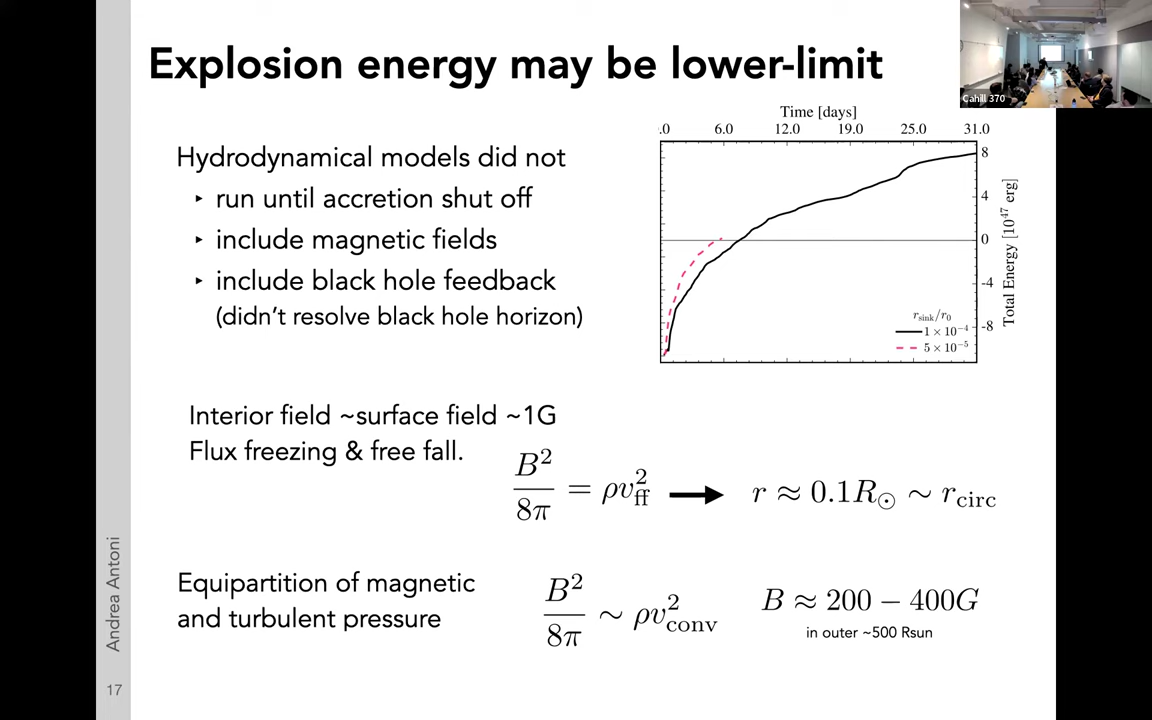 Explosion energy may be lower-limit
Cahill 370
Hydrodynamical models did not
‣ run until accretion shut off
‣ include magnetic fields
‣ include black hole feedback
(didn't resolve black hole horizon)
Time [days]
.0 6.0 12.0 19.0 25.0 31.0
8
4
0
-4
-8
Total Energy [10^47 erg]
r_sink/r_0
1 × 10^−4
5 × 10^−5
Interior field ~surface field ~1G
Flux freezing & free fall.
B²/8π = ρv_ff² → r ≈ 0.1R_⊙ ∼ r_circ
Equipartition of magnetic
and turbulent pressure
B²/8π ∼ ρv_conv²
B ≈ 200 − 400G
in outer ~500 Rsun
Andrea Antoni
17